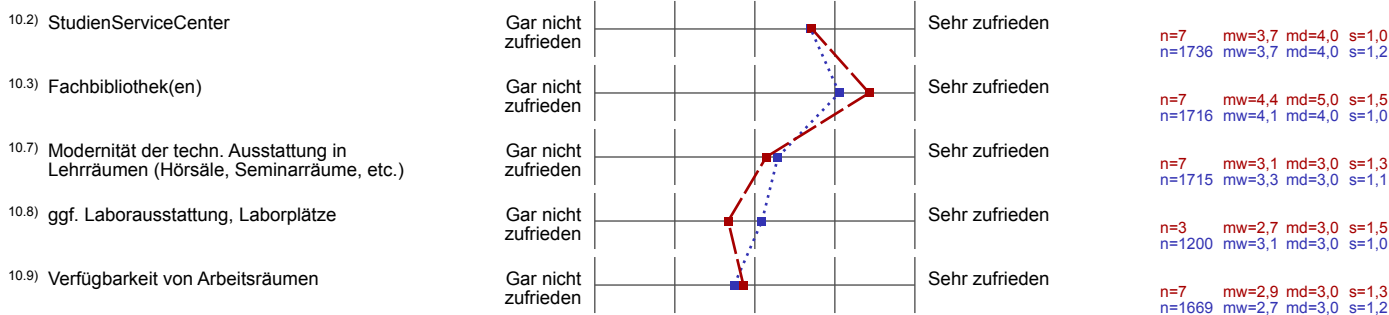 10.2) StudienServiceCenter
Gar nicht
zufrieden
Sehr zufrieden
n=7 mw=3,7 md=4,0 s=1,0
n=1736 mw=3,7 md=4,0 s=1,2
10.3) Fachbibliothek(en)
Gar nicht
zufrieden
Sehr zufrieden
n=7 mw=4,4 md=5,0 s=1,5
n=1716 mw=4,1 md=4,0 s=1,0
10.7) Modernität der techn. Ausstattung in
Lehrräumen (Hörsäle, Seminarräume, etc.)
Gar nicht
zufrieden
Sehr zufrieden
n=7 mw=3,1 md=3,0 s=1,3
n=1715 mw=3,3 md=3,0 s=1,1
10.8) ggf. Laborausstattung, Laborplätze
Gar nicht
zufrieden
Sehr zufrieden
n=3 mw=2,7 md=3,0 s=1,5
n=1200 mw=3,1 md=3,0 s=1,0
10.9) Verfügbarkeit von Arbeitsräumen
Gar nicht
zufrieden
Sehr zufrieden
n=7 mw=2,9 md=3,0 s=1,3
n=1669 mw=2,7 md=3,0 s=1,2